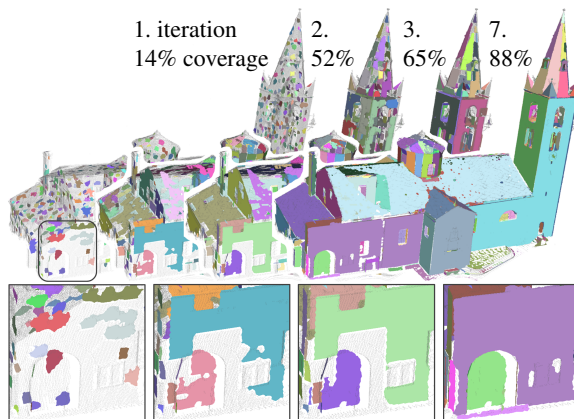 1. iteration 2. 3. 7.
14% coverage 52% 65% 88%